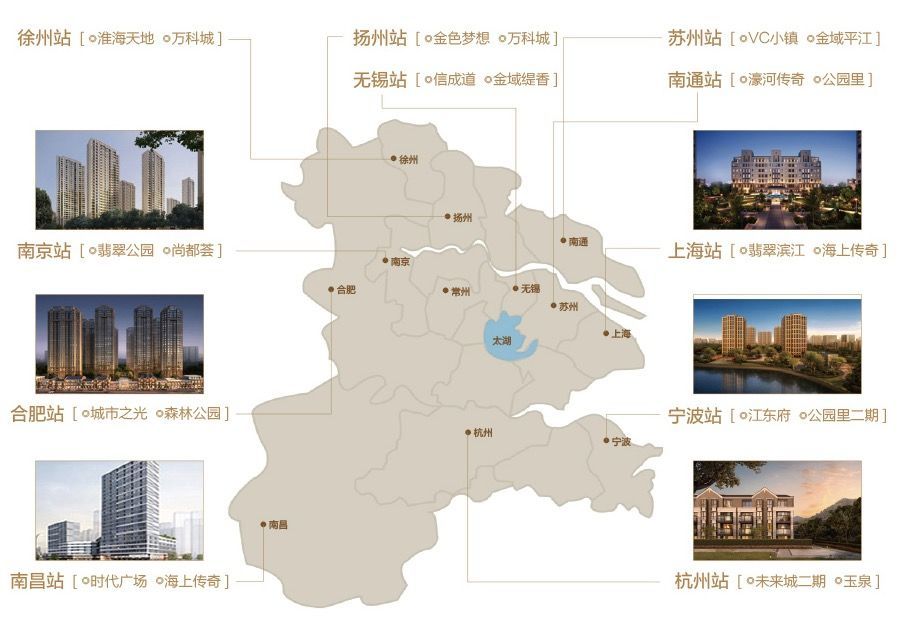 徐州站 [ 淮海天地 万科城 ]
扬州站 [ 金色梦想 万科城 ]
苏州站 [ VC小镇 金域平江 ]
无锡站 [ 信成道 金域缇香 ]
南通站 [ 濠河传奇 公园里 ]
徐州
扬州
南通
南京站 [ 翡翠公园 尚都荟 ]
上海站 [ 翡翠滨江 海上传奇 ]
南京
合肥
常州
无锡
苏州
太湖
上海
合肥站 [ 城市之光 森林公园 ]
宁波站 [ 江东府 公园里二期 ]
杭州
宁波
南昌
南昌站 [ 时代广场 海上传奇 ]
杭州站 [ 未来城二期 玉泉 ]